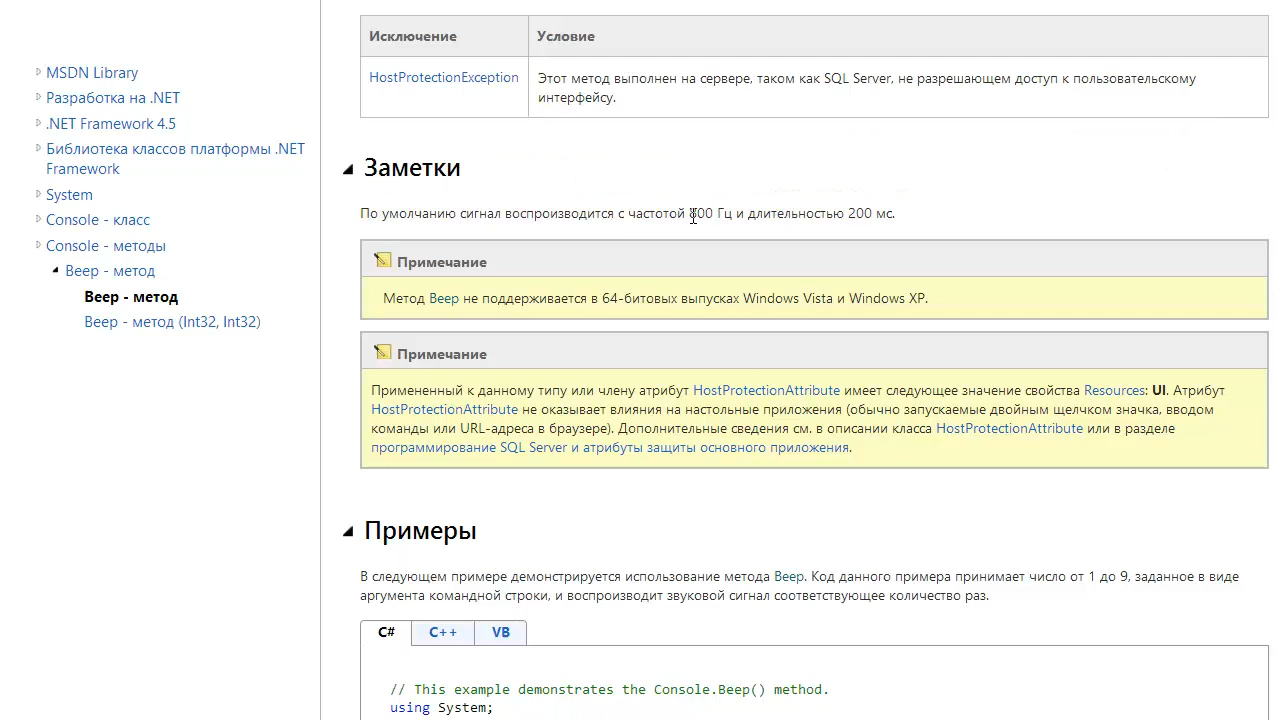 MSDN Library
Разработка на .NET
.NET Framework 4.5
Библиотека классов платформы .NET
Framework
System
Console - класс
Console - методы
Beep - метод
Beep - метод
Beep - метод (Int32, Int32)
Исключение Условие
HostProtectionException Этот метод выполнен на сервере, таком как SQL Server, не разрешающем доступ к пользовательскому
интерфейсу.
Заметки
По умолчанию сигнал воспроизводится с частотой 800 Гц и длительностью 200 мс.
Примечание
Метод Beep не поддерживается в 64-битовых выпусках Windows Vista и Windows XP.
Примечание
Примененный к данному типу или члену атрибут HostProtectionAttribute имеет следующее значение свойства Resources: UI. Атрибут
HostProtectionAttribute не оказывает влияния на настольные приложения (обычно запускаемые двойным щелчком значка, вводом
команды или URL-адреса в браузере). Дополнительные сведения см. в описании класса HostProtectionAttribute или в разделе
программирование SQL Server и атрибуты защиты основного приложения.
Примеры
В следующем примере демонстрируется использование метода Beep. Код данного примера принимает число от 1 до 9, заданное в виде
аргумента командной строки, и воспроизводит звуковой сигнал соответствующее количество раз.
C# C++ VB
// This example demonstrates the Console.Beep() method.
using System;